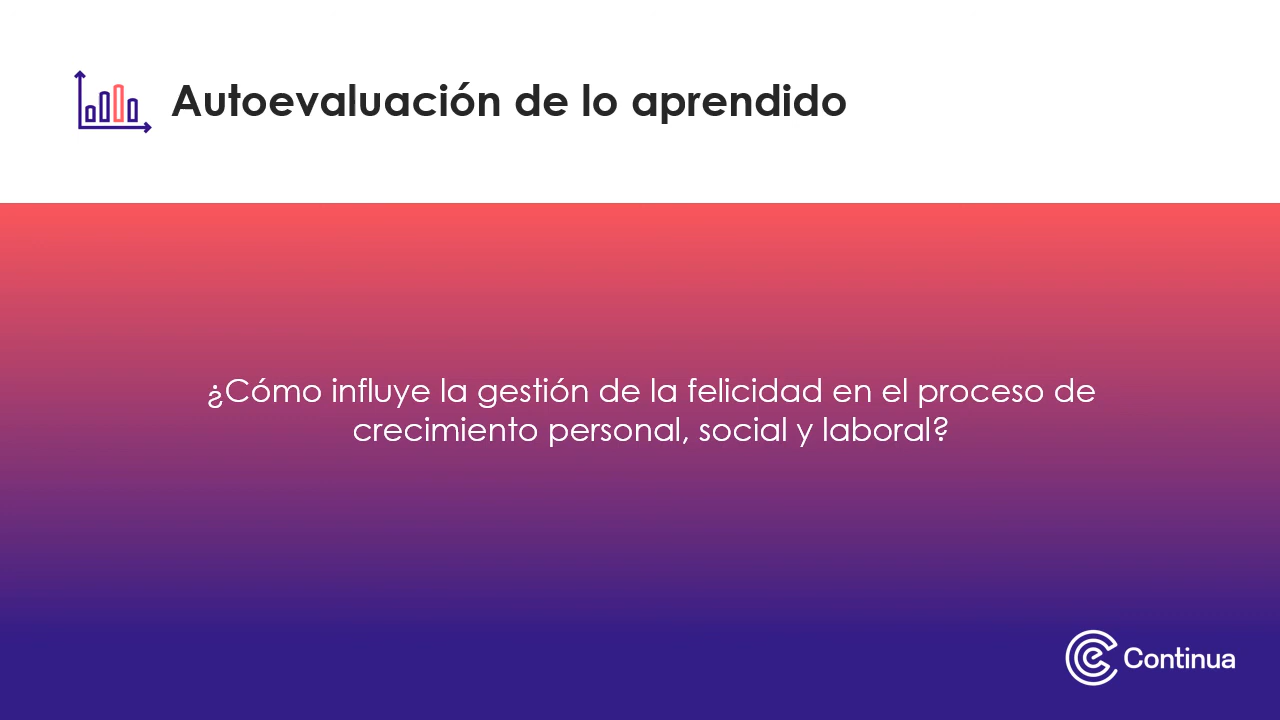 Autoevaluación de lo aprendido
¿Cómo influye la gestión de la felicidad en el proceso de
crecimiento personal, social y laboral?
Continua